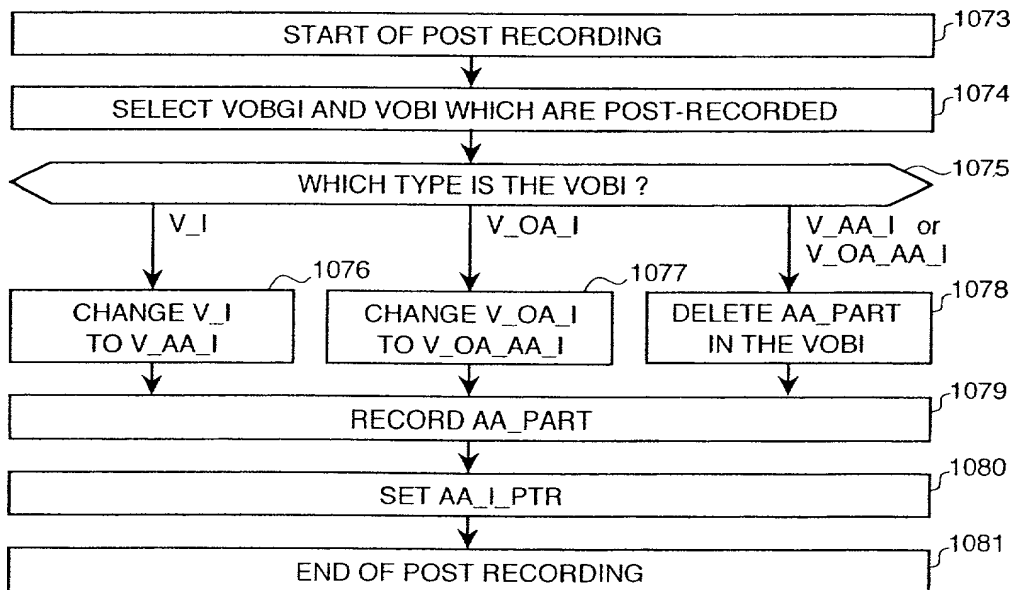 1073
START OF POST RECORDING
1074
SELECT VOBGI AND VOBI WHICH ARE POST-RECORDED
1075
WHICH TYPE IS THE VOBI ?
V_I
V_OA_I
V_AA_I or
V_OA_AA_I
1076
CHANGE V_I
TO V_AA_I
1077
CHANGE V_OA_I
TO V_OA_AA_I
1078
DELETE AA_PART
IN THE VOBI
1079
RECORD AA_PART
1080
SET AA_I_PTR
1081
END OF POST RECORDING